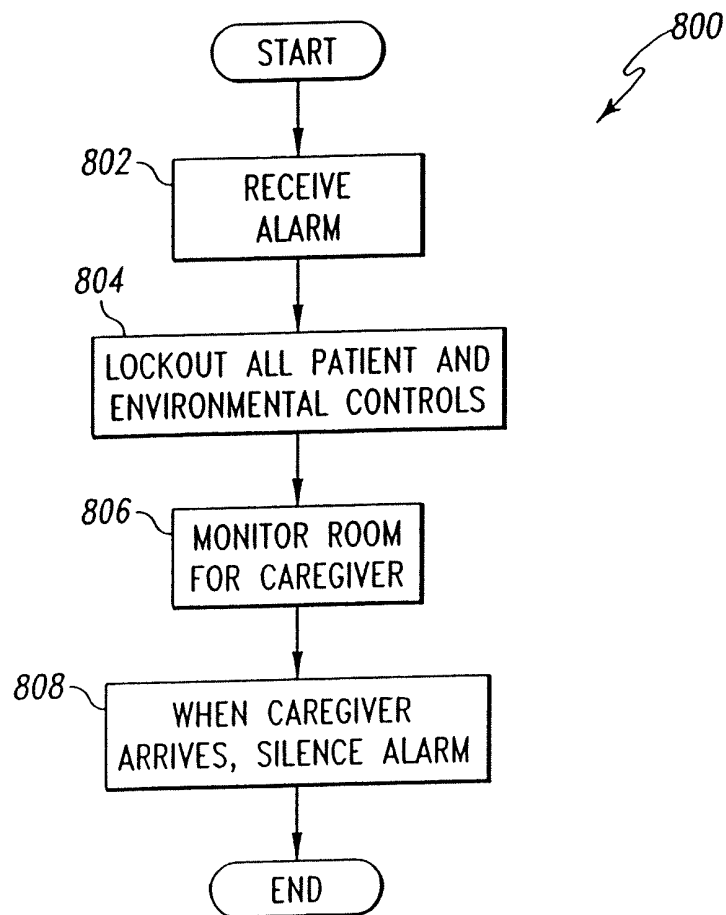 800
START
802
RECEIVE
ALARM
804
LOCKOUT ALL PATIENT AND
ENVIRONMENTAL CONTROLS
806
MONITOR ROOM
FOR CAREGIVER
808
WHEN CAREGIVER
ARRIVES, SILENCE ALARM
END